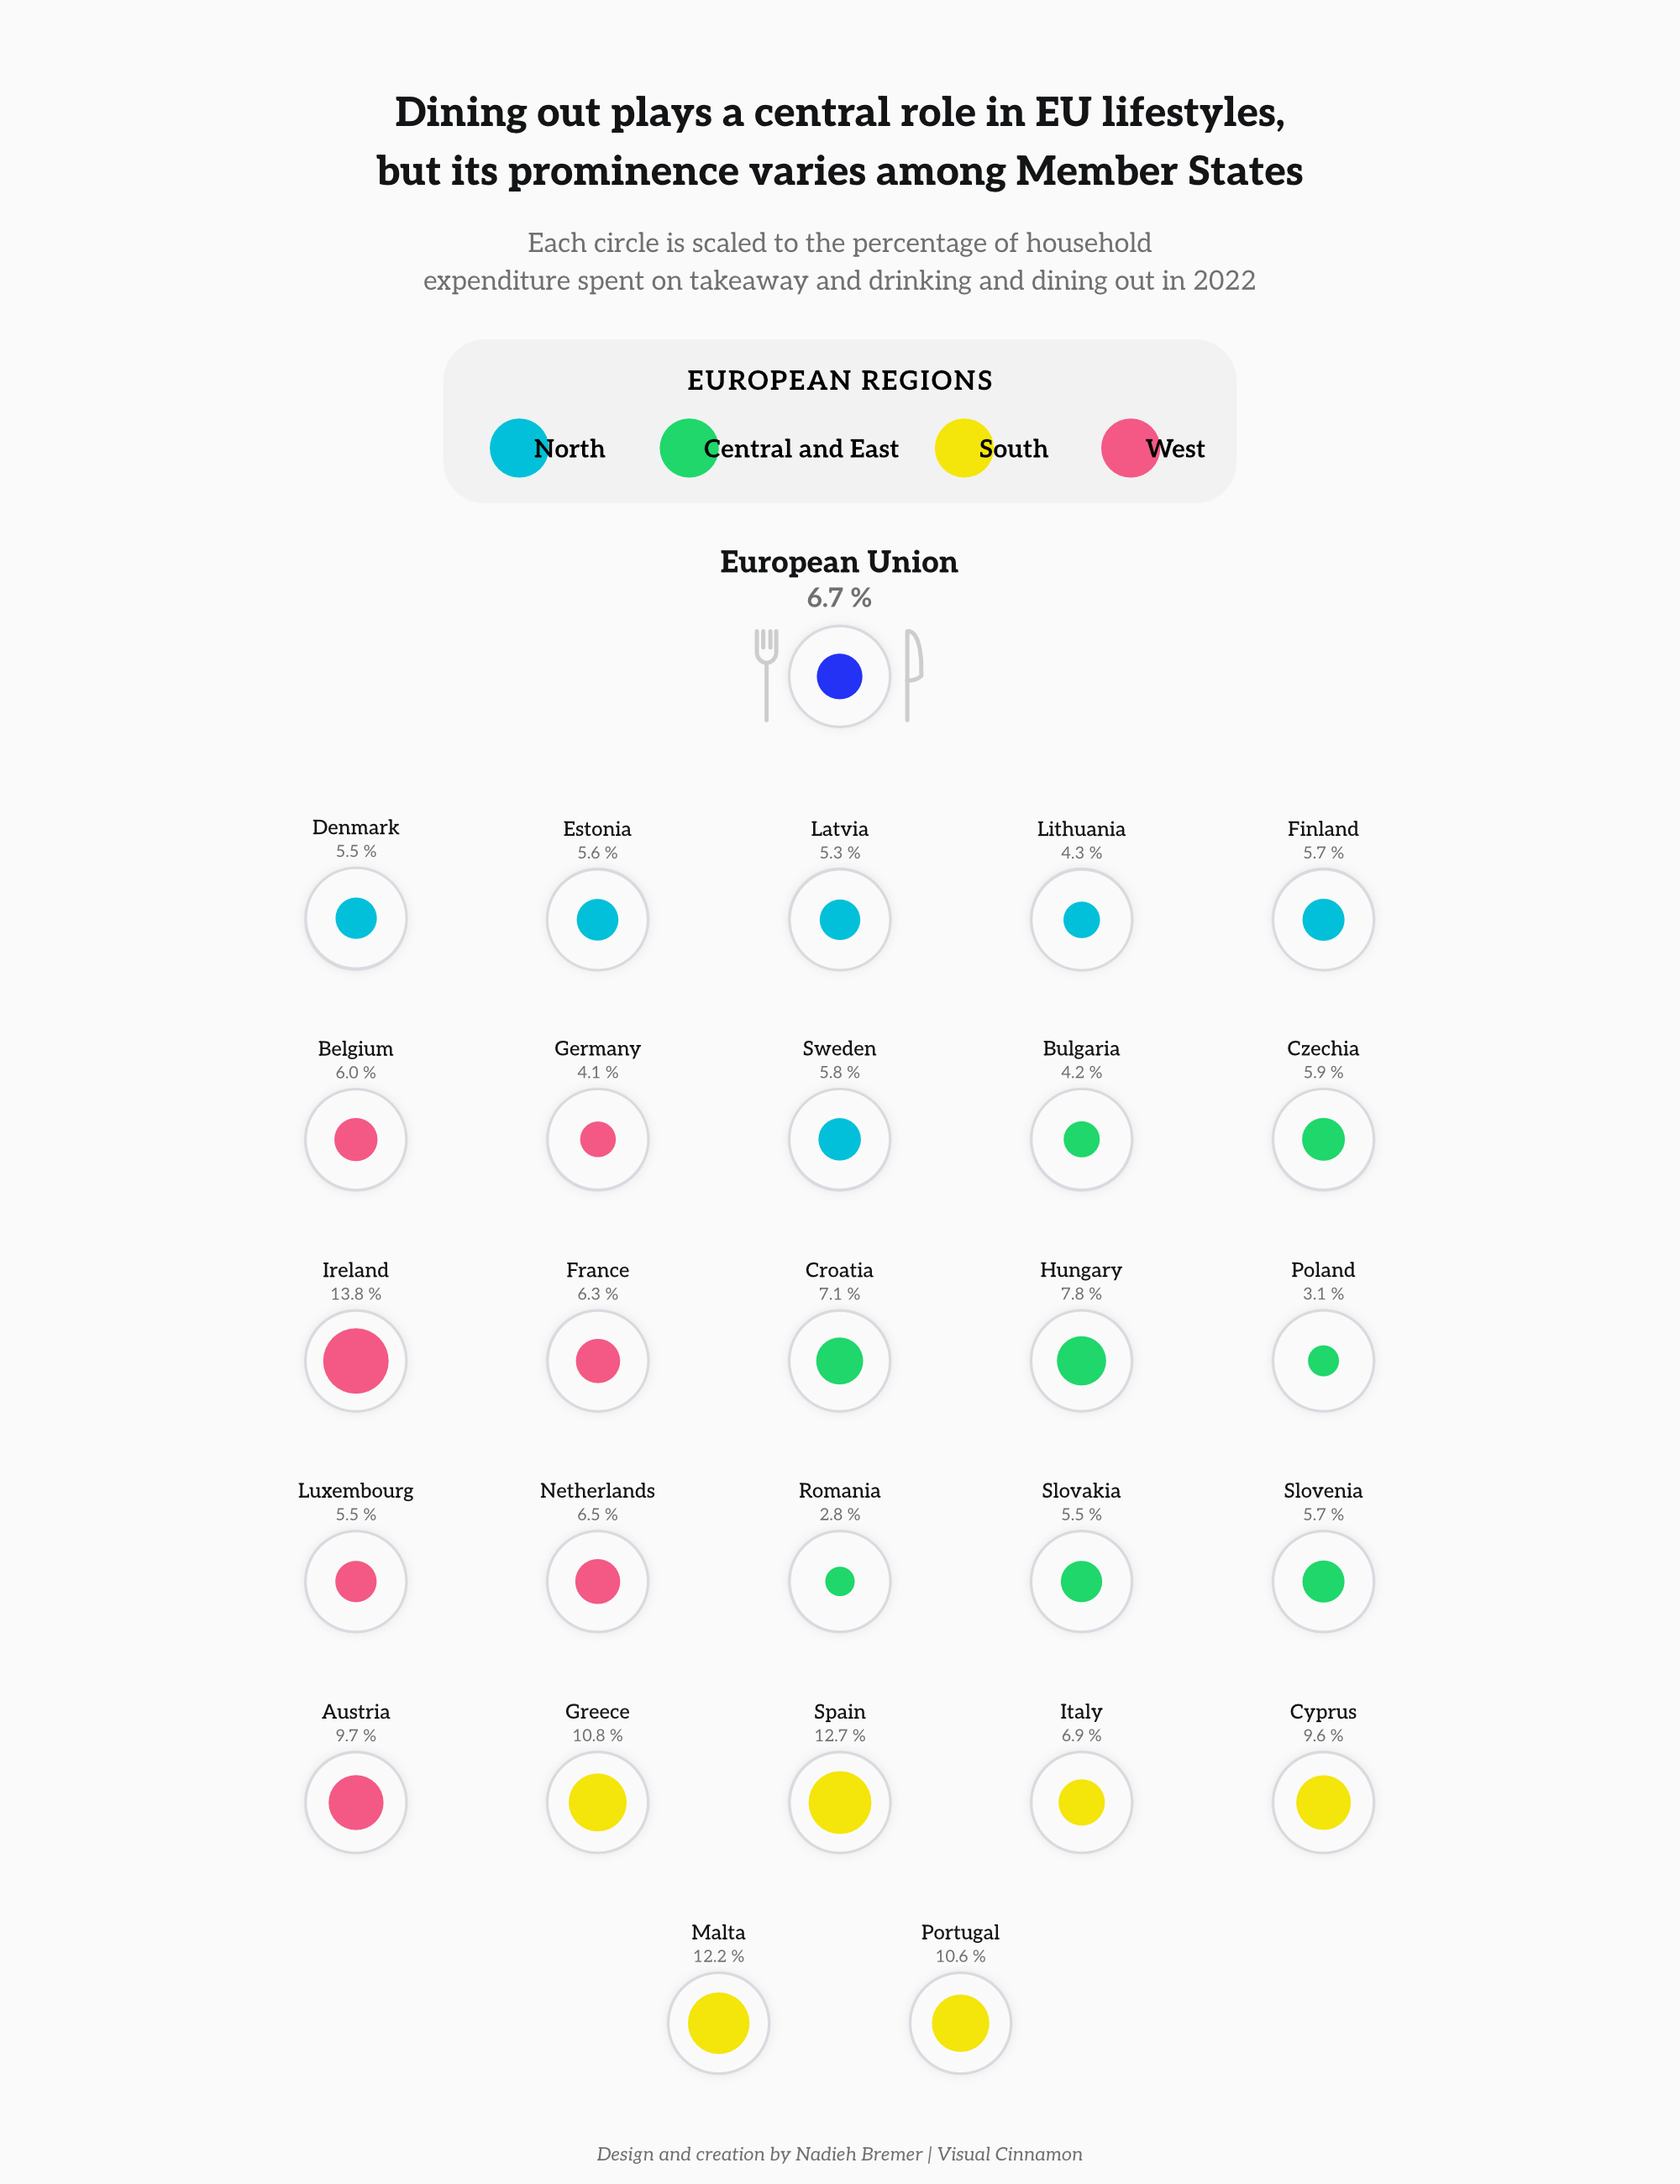 Dining out plays a central role in EU lifestyles,
but its prominence varies among Member States
Each circle is scaled to the percentage of household
expenditure spent on takeaway and drinking and dining out in 2022
EUROPEAN REGIONS
North
Central and East
South
West
European Union
6.7 %
Denmark
5.5 %
Estonia
5.6 %
Latvia
5.3 %
Lithuania
4.3 %
Finland
5.7 %
Belgium
6.0 %
Germany
4.1 %
Sweden
5.8 %
Bulgaria
4.2 %
Czechia
5.9 %
Ireland
13.8 %
France
6.3 %
Croatia
7.1 %
Hungary
7.8 %
Poland
3.1 %
Luxembourg
5.5 %
Netherlands
6.5 %
Romania
2.8 %
Slovakia
5.5 %
Slovenia
5.7 %
Austria
9.7 %
Greece
10.8 %
Spain
12.7 %
Italy
6.9 %
Cyprus
9.6 %
Malta
12.2 %
Portugal
10.6 %
Design and creation by Nadieh Bremer | Visual Cinnamon